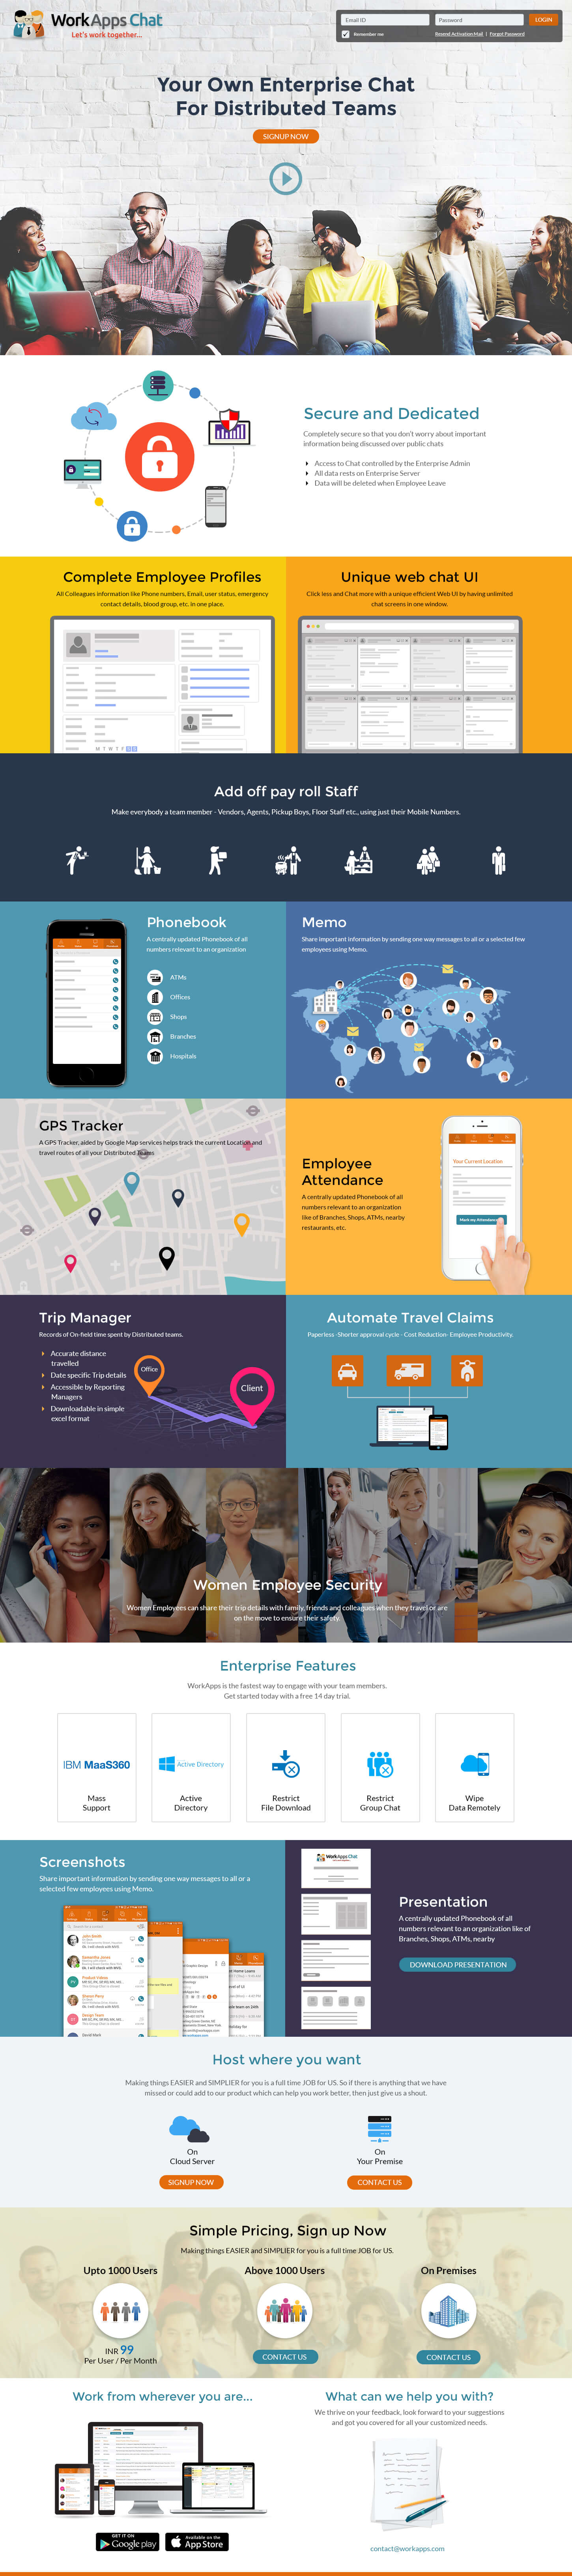 WorkApps Chat
Let's work together...
Email ID
Password
LOGIN
Remember me
Resend Activation Mail | Forgot Password
Your Own Enterprise Chat
For Distributed Teams
SIGNUP NOW
Secure and Dedicated
Completely secure so that you don't worry about important
information being discussed over public chats
Access to Chat controlled by the Enterprise Admin
All data rests on Enterprise Server
Data will be deleted when Employee Leave
Complete Employee Profiles
All Colleagues information like Phone numbers, Email, user status, emergency
contact details, blood group, etc. in one place.
M T W T F S S
Unique web chat UI
Click less and Chat more with a unique efficient Web UI by having unlimited
chat screens in one window.
Add off pay roll Staff
Make everybody a team member - Vendors, Agents, Pickup Boys, Floor Staff etc., using just their Mobile Numbers.
Phonebook
A centrally updated Phonebook of all
numbers relevant to an organization
ATMs
Offices
Shops
Branches
Hospitals
Memo
Share important information by sending one way messages to all or a selected few
employees using Memo.
GPS Tracker
A GPS Tracker, aided by Google Map services helps track the current Location and
travel routes of all your Distributed Teams
Employee
Attendance
A centrally updated Phonebook of all
numbers relevant to an organization
like of Branches, Shops, ATMs, nearby
restaurants, etc.
Your Current Location
Mark my Attendance
Trip Manager
Records of On-field time spent by Distributed teams.
Accurate distance
travelled
Date specific Trip details
Accessible by Reporting
Managers
Downloadable in simple
excel format
Office
Client
Automate Travel Claims
Paperless -Shorter approval cycle - Cost Reduction- Employee Productivity.
Women Employee Security
Women Employees can share their trip details with family, friends and colleagues when they travel or are
on the move to ensure their safety.
Enterprise Features
WorkApps is the fastest way to engage with your team members.
Get started today with a free 14 day trial.
IBM MaaS360
Mass
Support
Active Directory
Active
Directory
Restrict
File Download
Restrict
Group Chat
Wipe
Data Remotely
Screenshots
Share important information by sending one way messages to all or a
selected few employees using Memo.
John Booth
Samantha Jones
Product Videos
Sharon Perry
Design Team
David Mark
WorkApps Chat
Presentation
A centrally updated Phonebook of all
numbers relevant to an organization like of
Branches, Shops, ATMs, nearby
DOWNLOAD PRESENTATION
Host where you want
Making things EASIER and SIMPLIER for you is a full time JOB for US. So if there is anything that we have
missed or could add to our product which can help you work better, then just give us a shout.
On
Cloud Server
SIGNUP NOW
On
Your Premise
CONTACT US
Simple Pricing, Sign up Now
Making things EASIER and SIMPLIER for you is a full time JOB for US.
Upto 1000 Users
INR 99
Per User / Per Month
Above 1000 Users
CONTACT US
On Premises
CONTACT US
Work from wherever you are...
GET IT ON
Google play
Available on the
App Store
What can we help you with?
We thrive on your feedback, look forward to your suggestions
and got you covered for all your customized needs.
contact@workapps.com